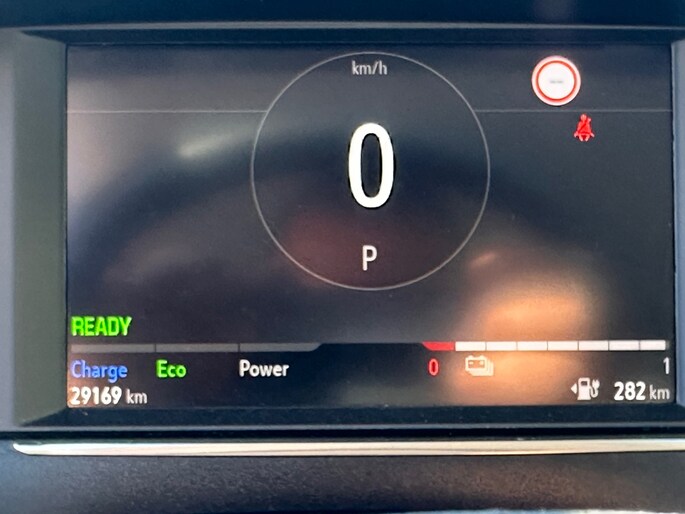 km/h
0
P
READY
Charge Eco Power 0 1
29169 km 282 km